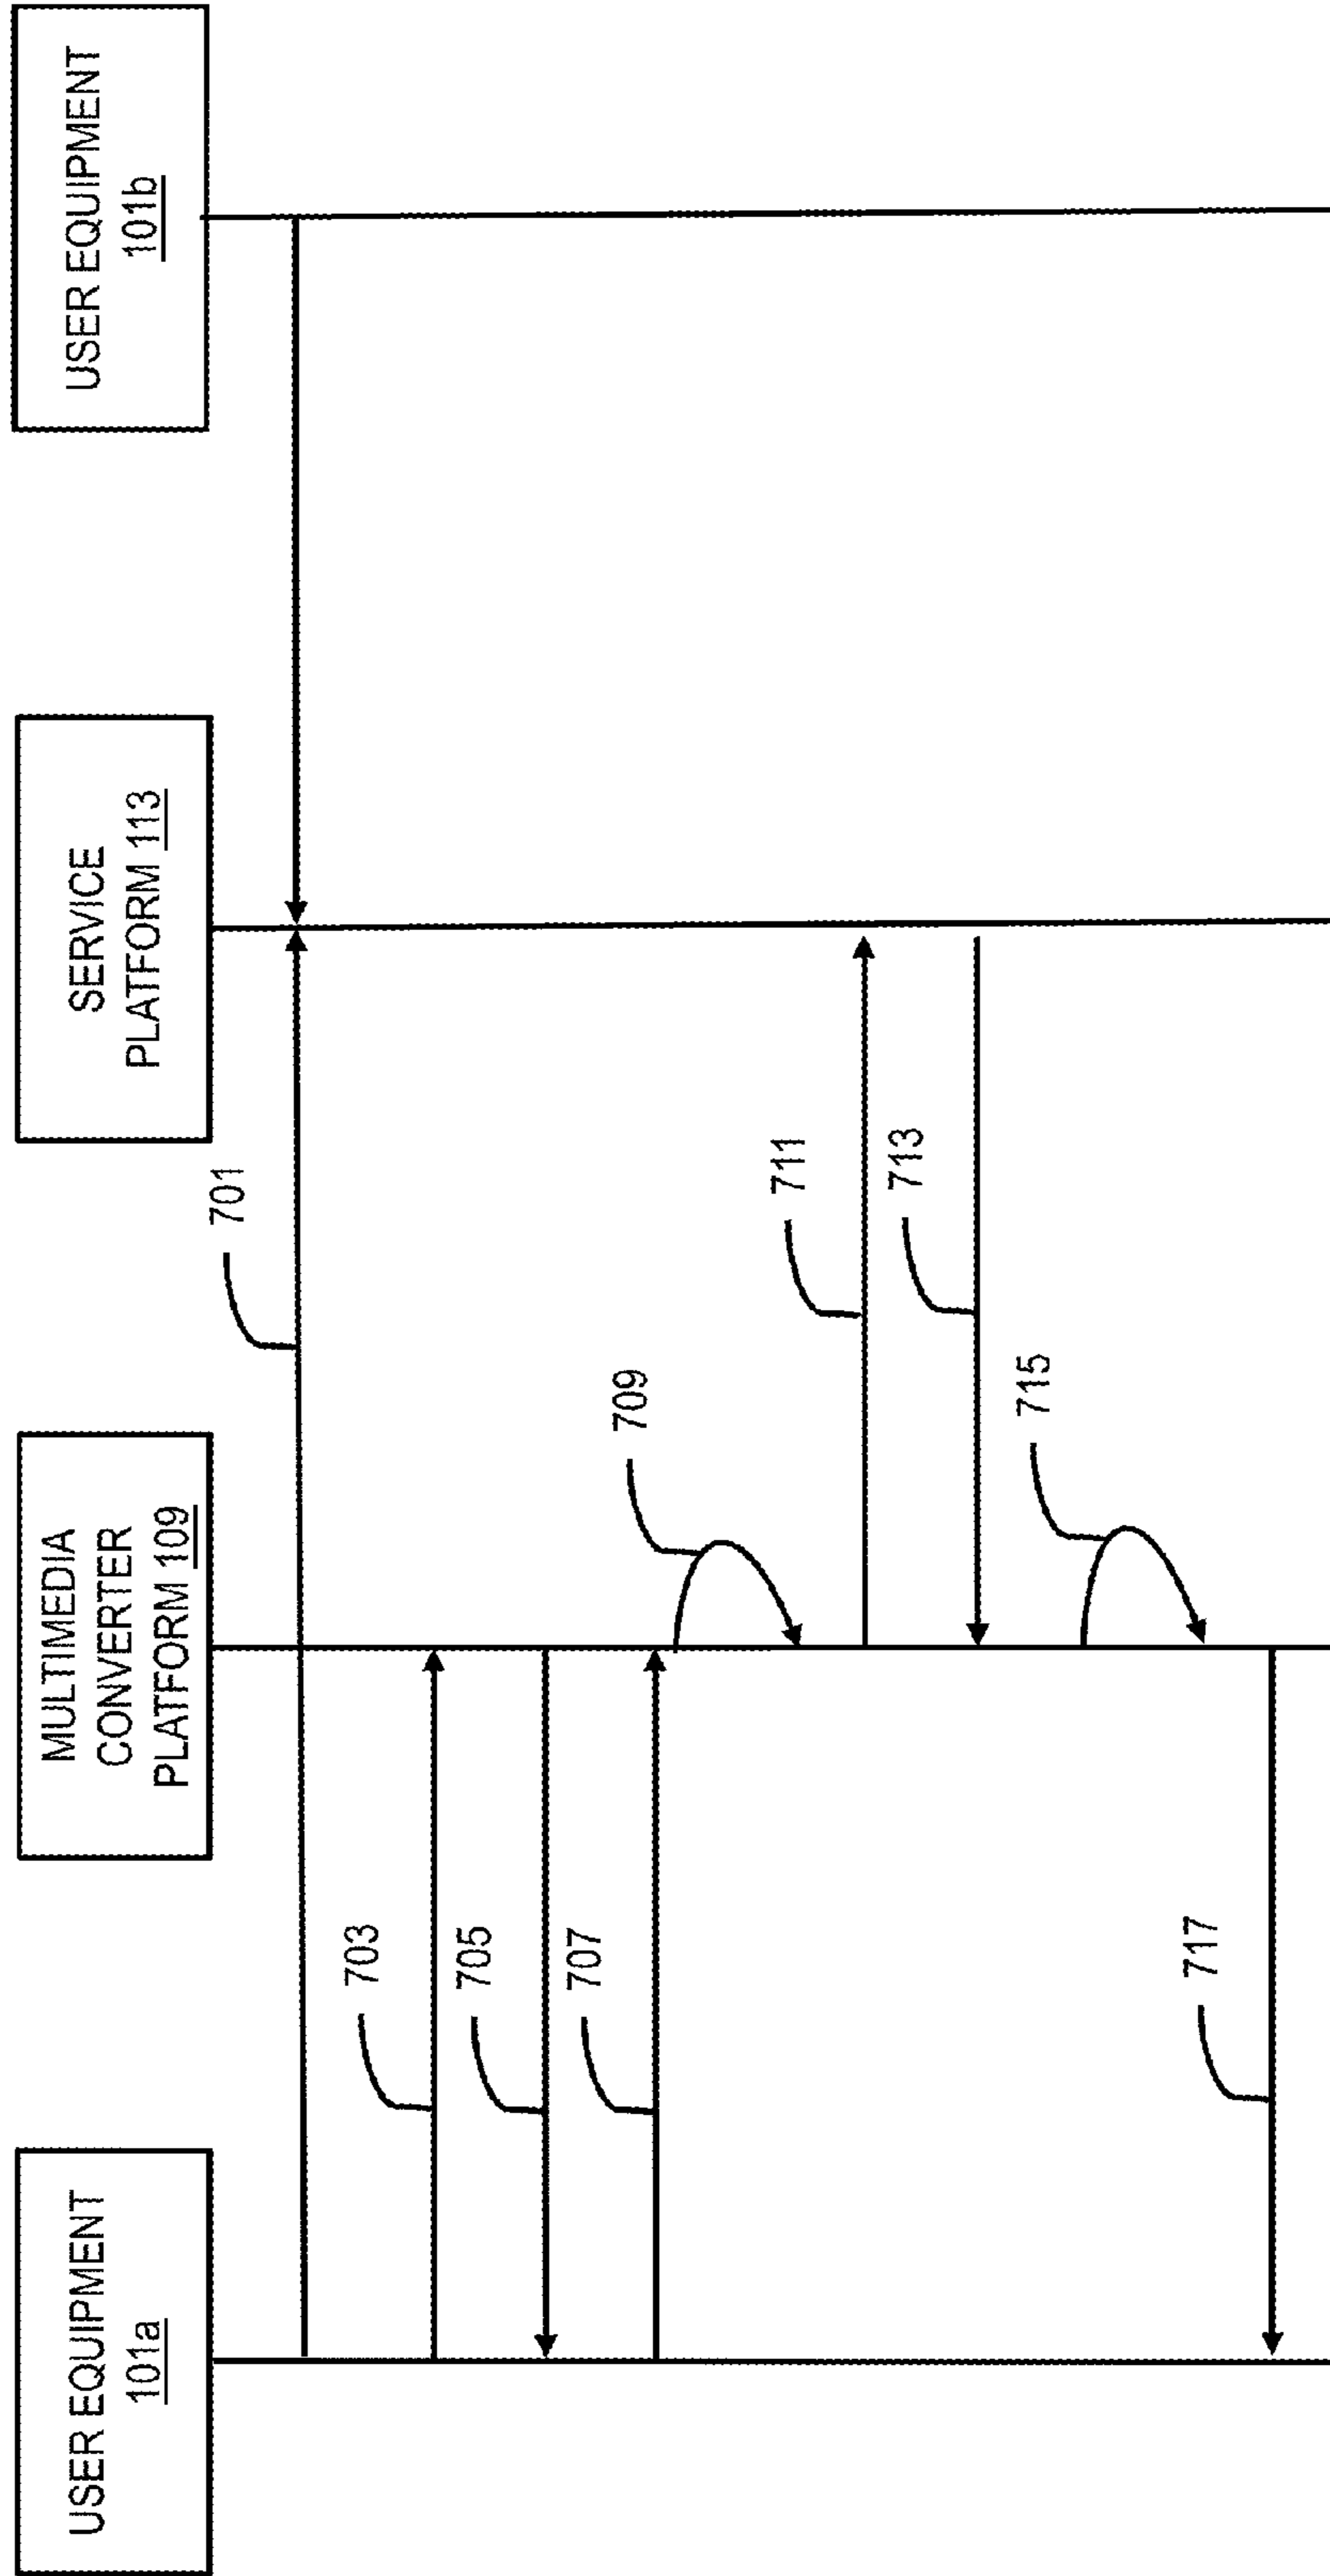 USER EQUIPMENT
101a
MULTIMEDIA
CONVERTER
PLATFORM 109
SERVICE
PLATFORM 113
USER EQUIPMENT
101b
701
703
705
707
709
711
713
715
717